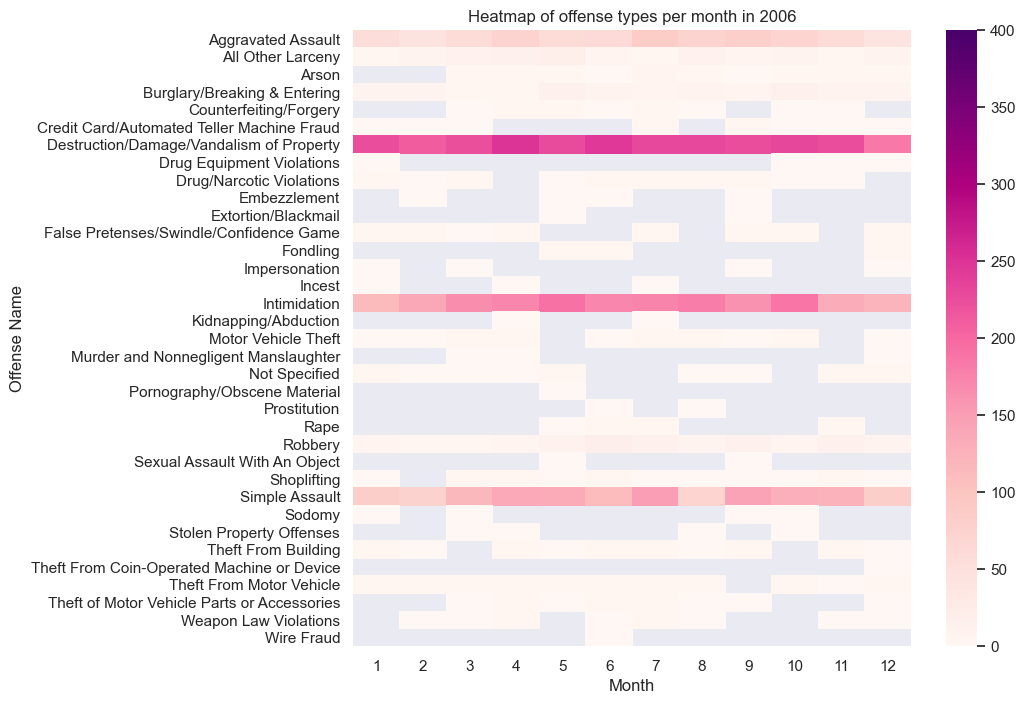 Heatmap of offense types per month in 2006
Offense Name
Aggravated Assault
All Other Larceny
Arson
Burglary/Breaking & Entering
Counterfeiting/Forgery
Credit Card/Automated Teller Machine Fraud
Destruction/Damage/Vandalism of Property
Drug Equipment Violations
Drug/Narcotic Violations
Embezzlement
Extortion/Blackmail
False Pretenses/Swindle/Confidence Game
Fondling
Impersonation
Incest
Intimidation
Kidnapping/Abduction
Motor Vehicle Theft
Murder and Nonnegligent Manslaughter
Not Specified
Pornography/Obscene Material
Prostitution
Rape
Robbery
Sexual Assault With An Object
Shoplifting
Simple Assault
Sodomy
Stolen Property Offenses
Theft From Building
Theft From Coin-Operated Machine or Device
Theft From Motor Vehicle
Theft of Motor Vehicle Parts or Accessories
Weapon Law Violations
Wire Fraud
1 2 3 4 5 6 7 8 9 10 11 12
Month
400
350
300
250
200
150
100
50
0